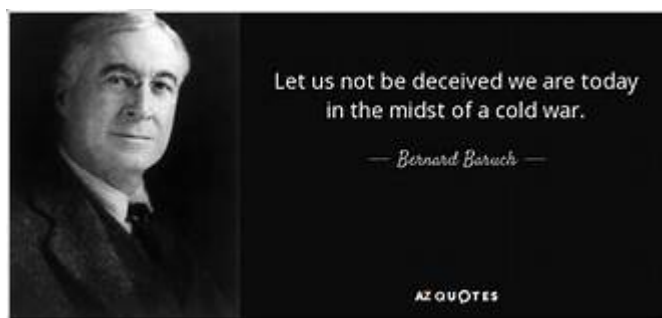 Let us not be deceived we are today
in the midst of a cold war.
— Bernard Baruch —
AZ QUOTES